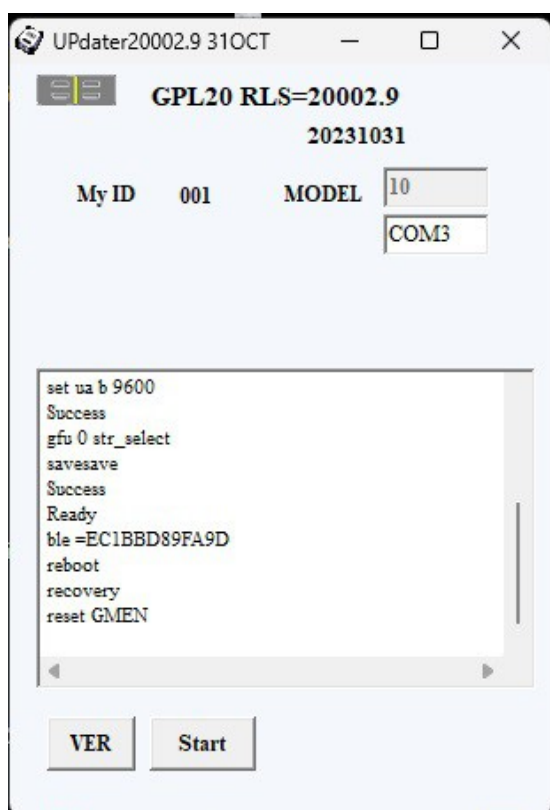 UPdater20002.9 31OCT
GPL20 RLS=20002.9
20231031
My ID 001 MODEL 10
COM3
set ua b 9600
Success
gfu 0 str_select
savesave
Success
Ready
ble =EC1BBD89FA9D
reboot
recovery
reset GMEN
VER Start